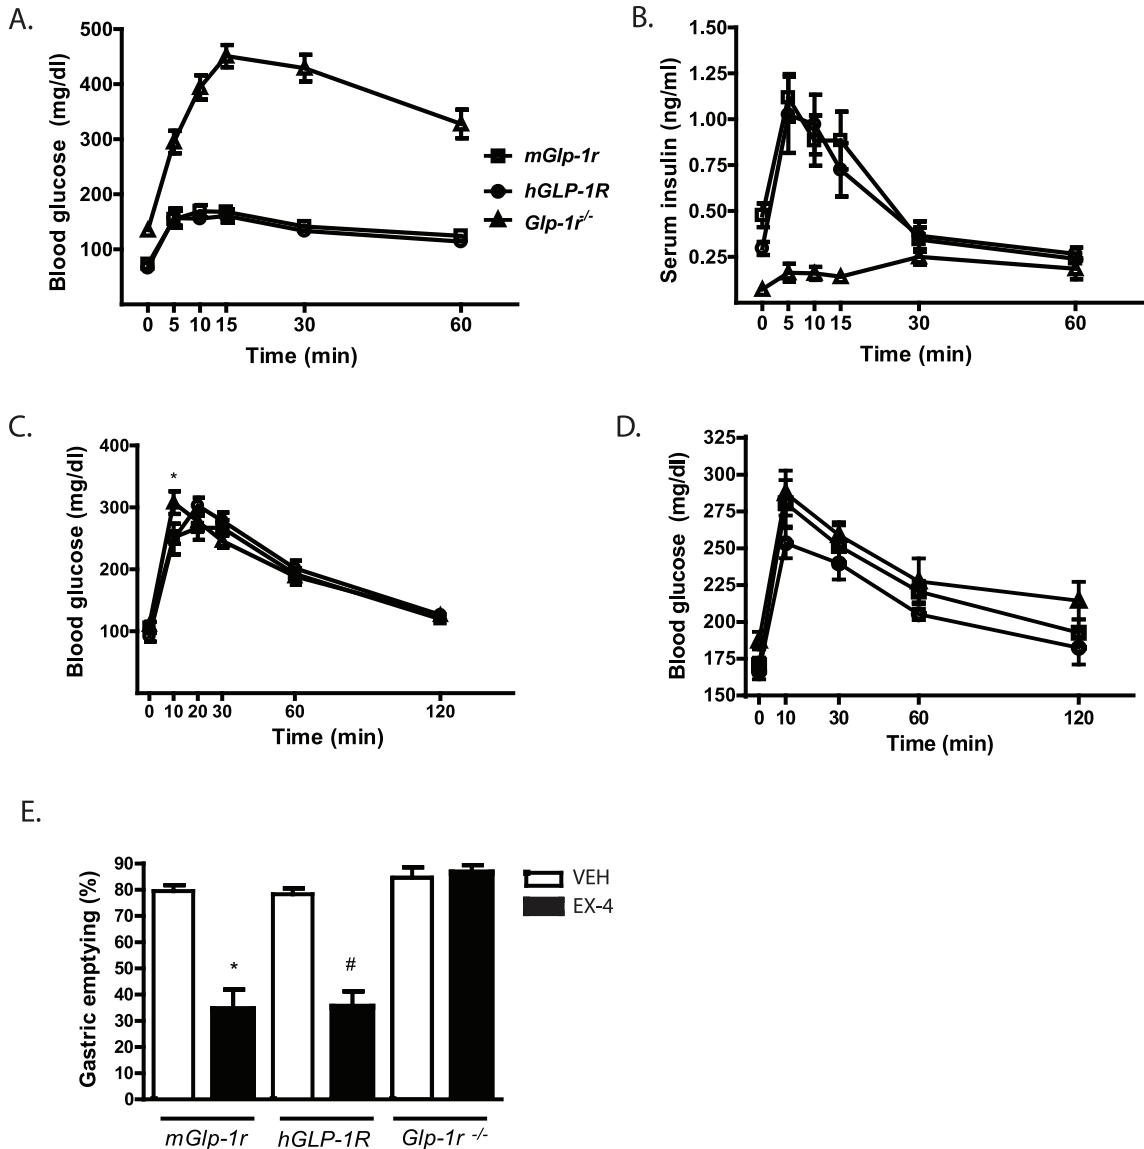 A.
Blood glucose (mg/dl)
500
400
300
200
100
0 5 10 15 30 60
Time (min)
mGlp-1r
hGLP-1R
Glp-1r-/-
B.
Serum insulin (ng/ml)
1.50
1.25
1.00
0.75
0.50
0.25
0 5 10 15 30 60
Time (min)
C.
Blood glucose (mg/dl)
400
300
200
100
*
0 10 20 30 60 120
Time (min)
D.
Blood glucose (mg/dl)
325
300
275
250
225
200
175
150
0 10 30 60 120
Time (min)
E.
Gastric emptying (%)
90
80
70
60
50
40
30
20
10
0
* #
VEH
EX-4
mGlp-1r hGLP-1R Glp-1r -/-